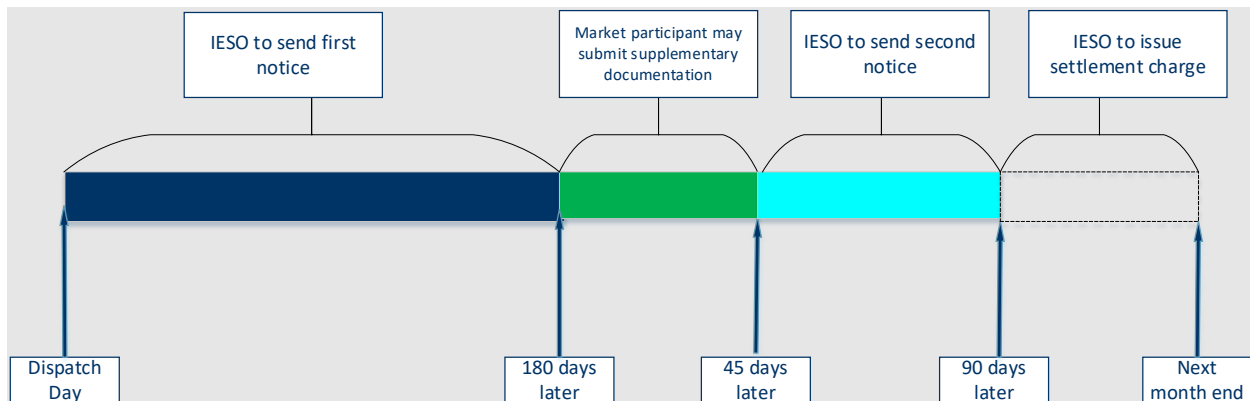 IESO to send first
notice
Market participant may
submit supplementary
documentation
IESO to send second
notice
IESO to issue
settlement charge
Dispatch
Day
180 days
later
45 days
later
90 days
later
Next
month end